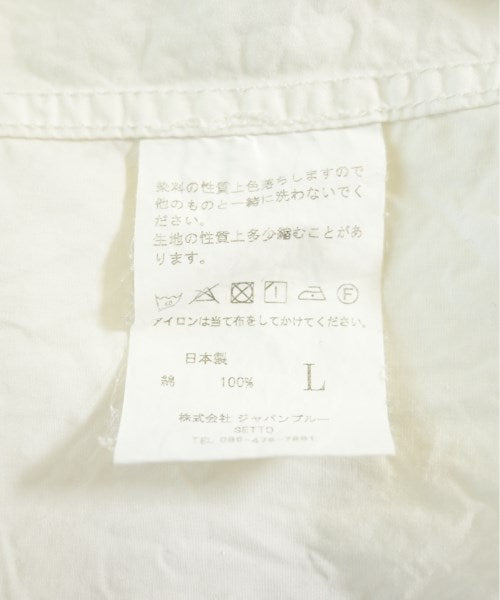 染料の性質上色落ちしますので
他のものと一緒に洗わないでく
ださい。
生地の性質上多少縮むことがあ
ります。
F
アイロンは当て布をしてかけてください。
日本製
綿 100% L
株式会社 ジャパンブルー
SETTO
TEL